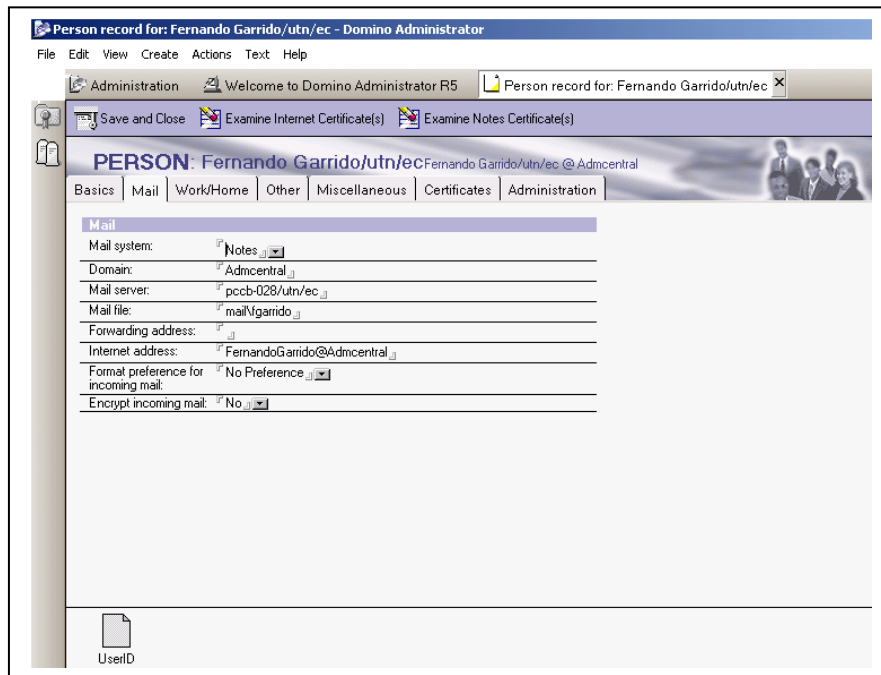 Person record for: Fernando Garrido/utn/ec - Domino Administrator
File Edit View Create Actions Text Help
Administration Welcome to Domino Administrator R5 Person record for: Fernando Garrido/utn/ec
Save and Close Examine Internet Certificate(s) Examine Notes Certificate(s)
PERSON: Fernando Garrido/utn/ec Fernando Garrido/utn/ec @ Admcentral
Basics Mail Work/Home Other Miscellaneous Certificates Administration
Mail
Mail system: Notes
Domain: Admcentral
Mail server: pccb-028/utn/ec
Mail file: mail\fgarrido
Forwarding address:
Internet address: FernandoGarrido@Admcentral
Format preference for No Preference
incoming mail:
Encrypt incoming mail: No
UserID